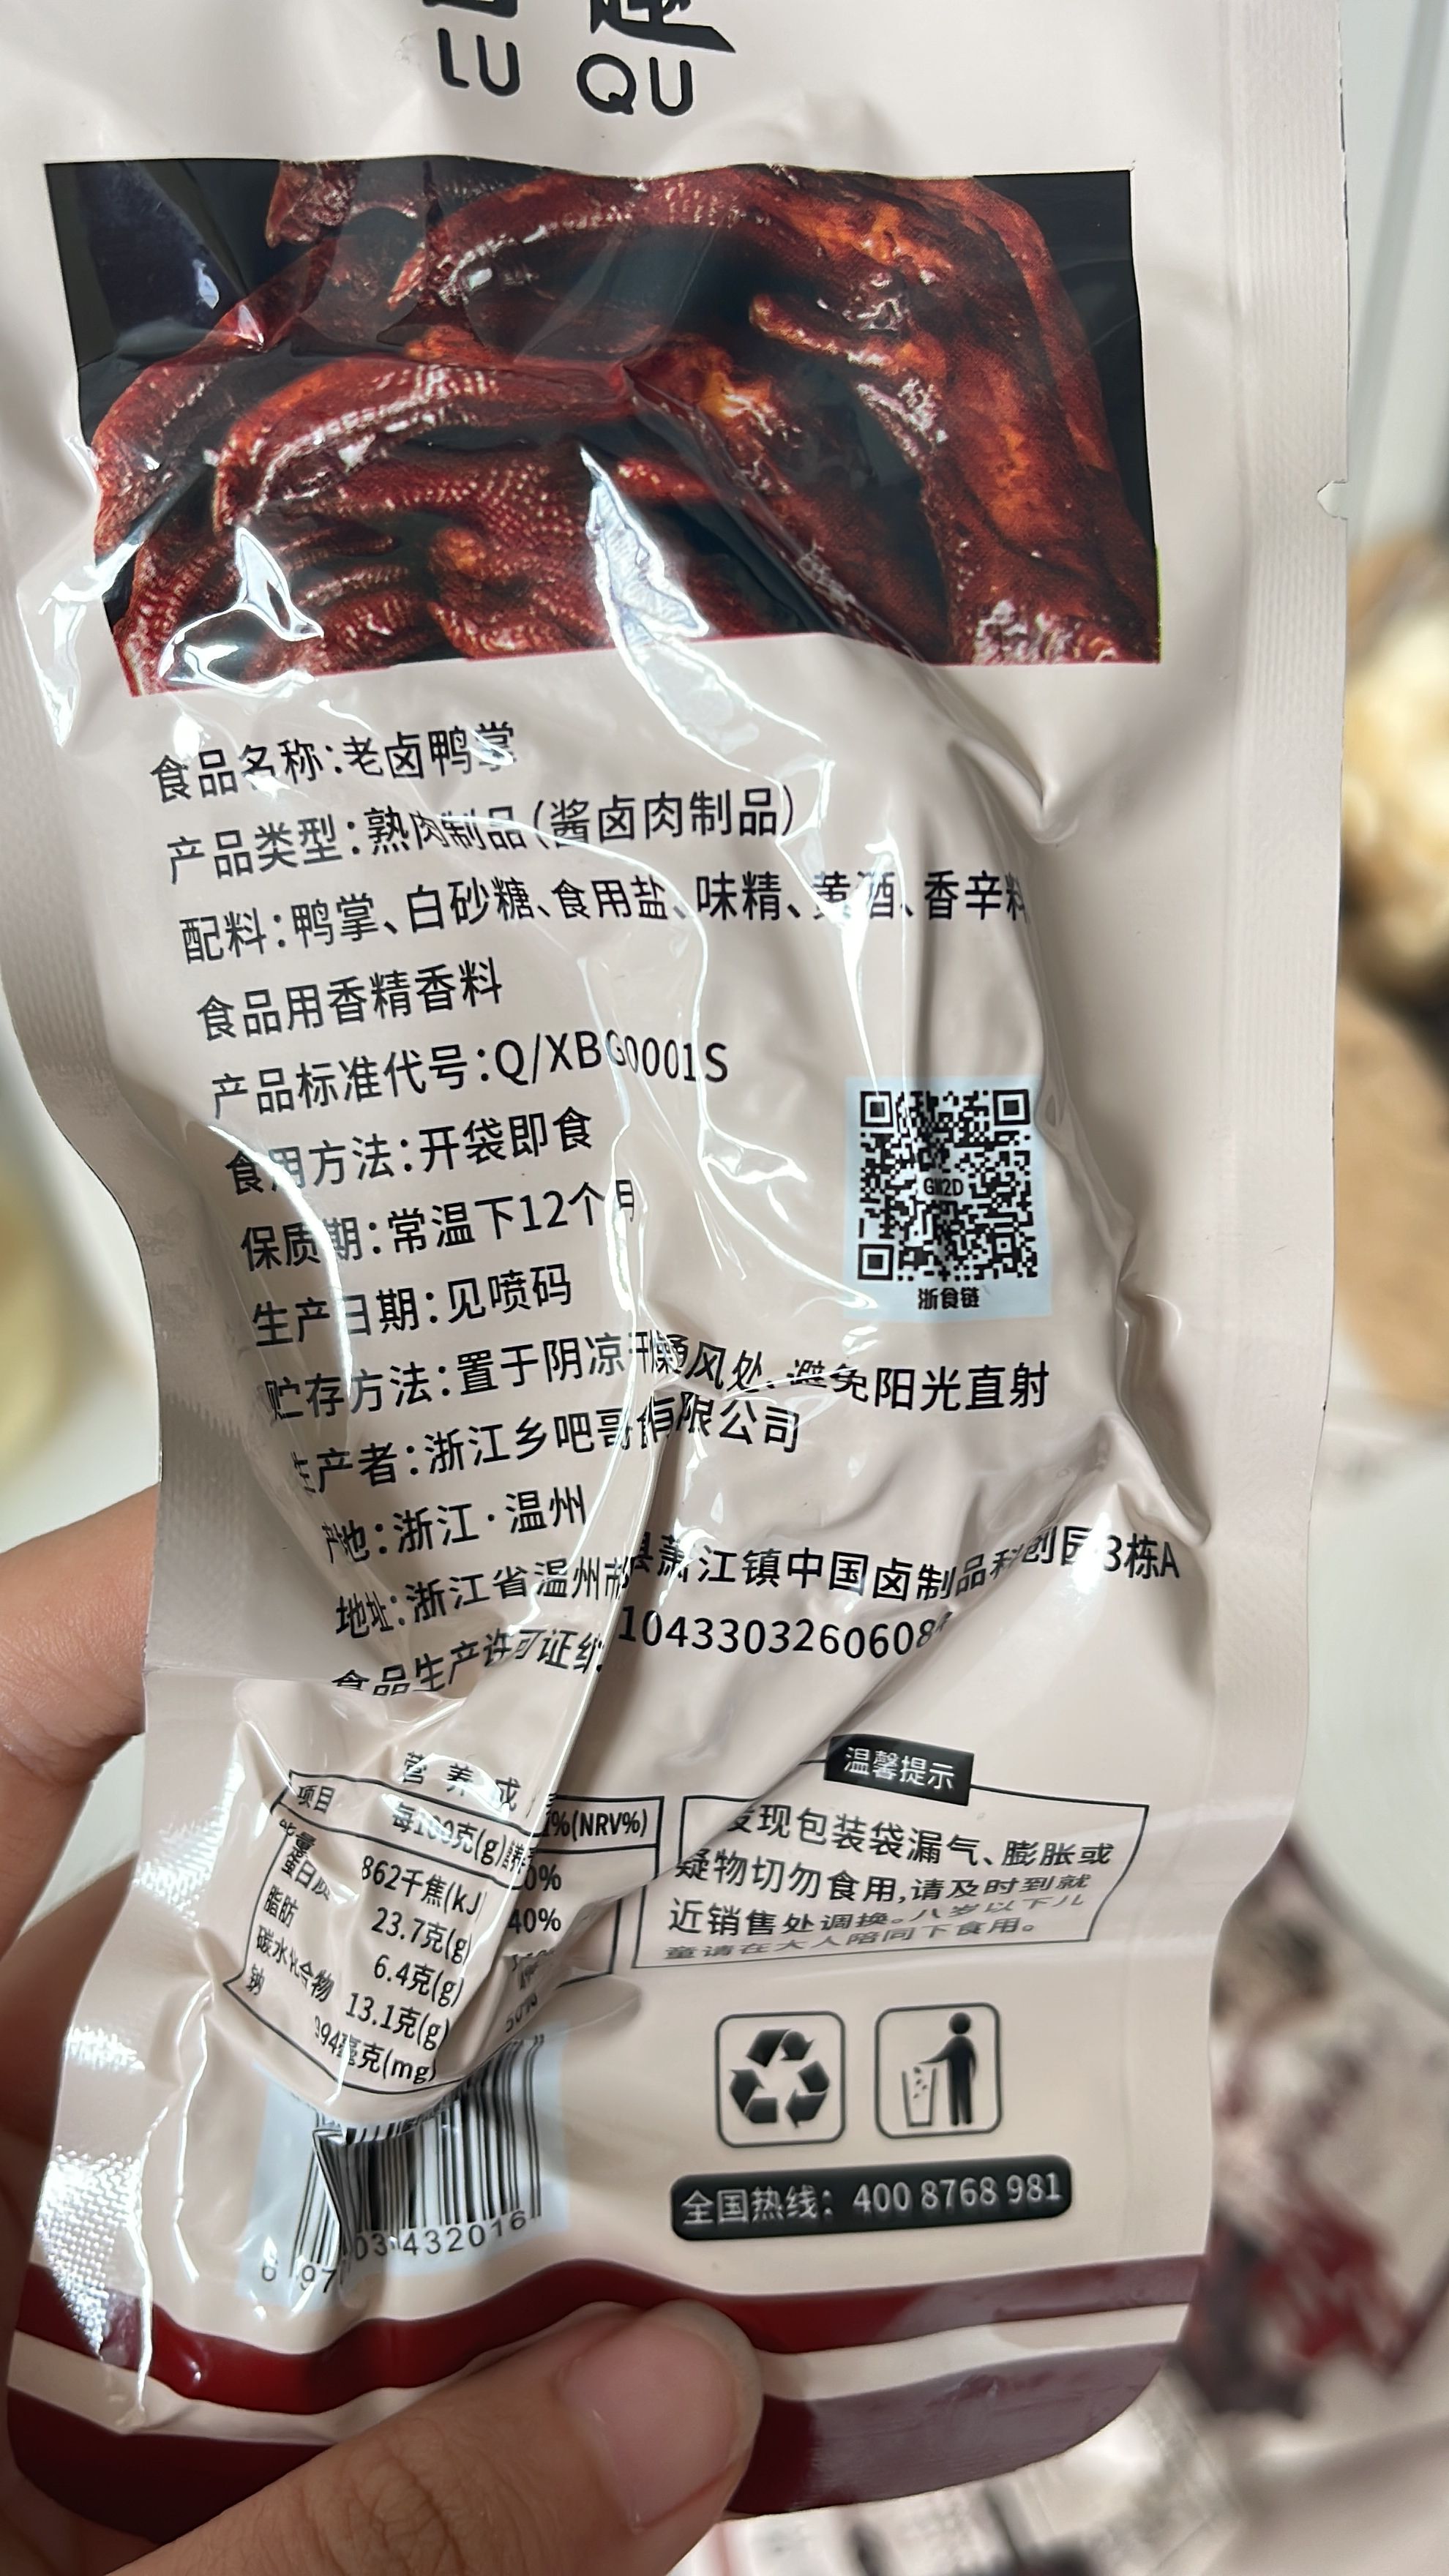 LU QU
食品名称:老卤鸭掌
产品类型:熟肉制品(酱卤肉制品)
配料:鸭掌、白砂糖、食用盐、味精、黄酒、香辛料
食品用香精香料
产品标准代号:Q/XBG0001S
食用方法:开袋即食
保质期:常温下12个月
生产日期:见喷码
贮存方法:置于阴凉干燥通风处、避免阳光直射
生产者:浙江乡吧哥 有限公司
产地:浙江·温州
地址:浙江省温州市 县萧江镇中国卤制品科创园3栋A
食品生产许可证 1043303260608
GM2D
浙食链
营养成
项目 每100克(g) %(NRV%)
能量 862千焦(kJ) 0%
蛋白质 23.7克(g) 40%
脂肪 6.4克(g)
碳水化合物 13.1克(g)
钠 994毫克(mg)
温馨提示
发现包装袋漏气、膨胀或
疑物切勿食用,请及时到就
近销售处调换。八岁以下儿
童请在大人陪同下食用。
全国热线：400 8768 981
6 97 03 432016